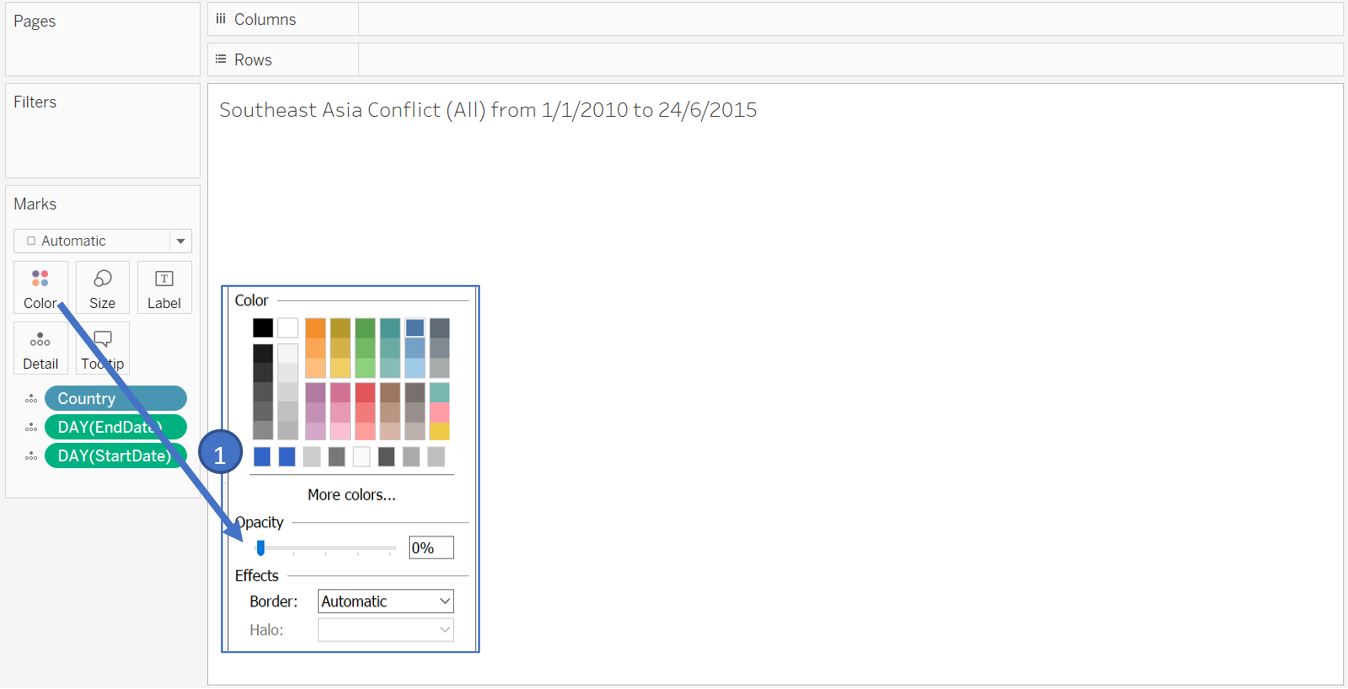 Pages
iii Columns
Rows
Filters
Southeast Asia Conflict (All) from 1/1/2010 to 24/6/2015
Marks
Automatic
Color
Size
T
Label
Detail
Tooltip
Country
DAY(EndDate)
DAY(StartDate)
1
Color
More colors...
Opacity
0%
Effects
Border: Automatic
Halo: